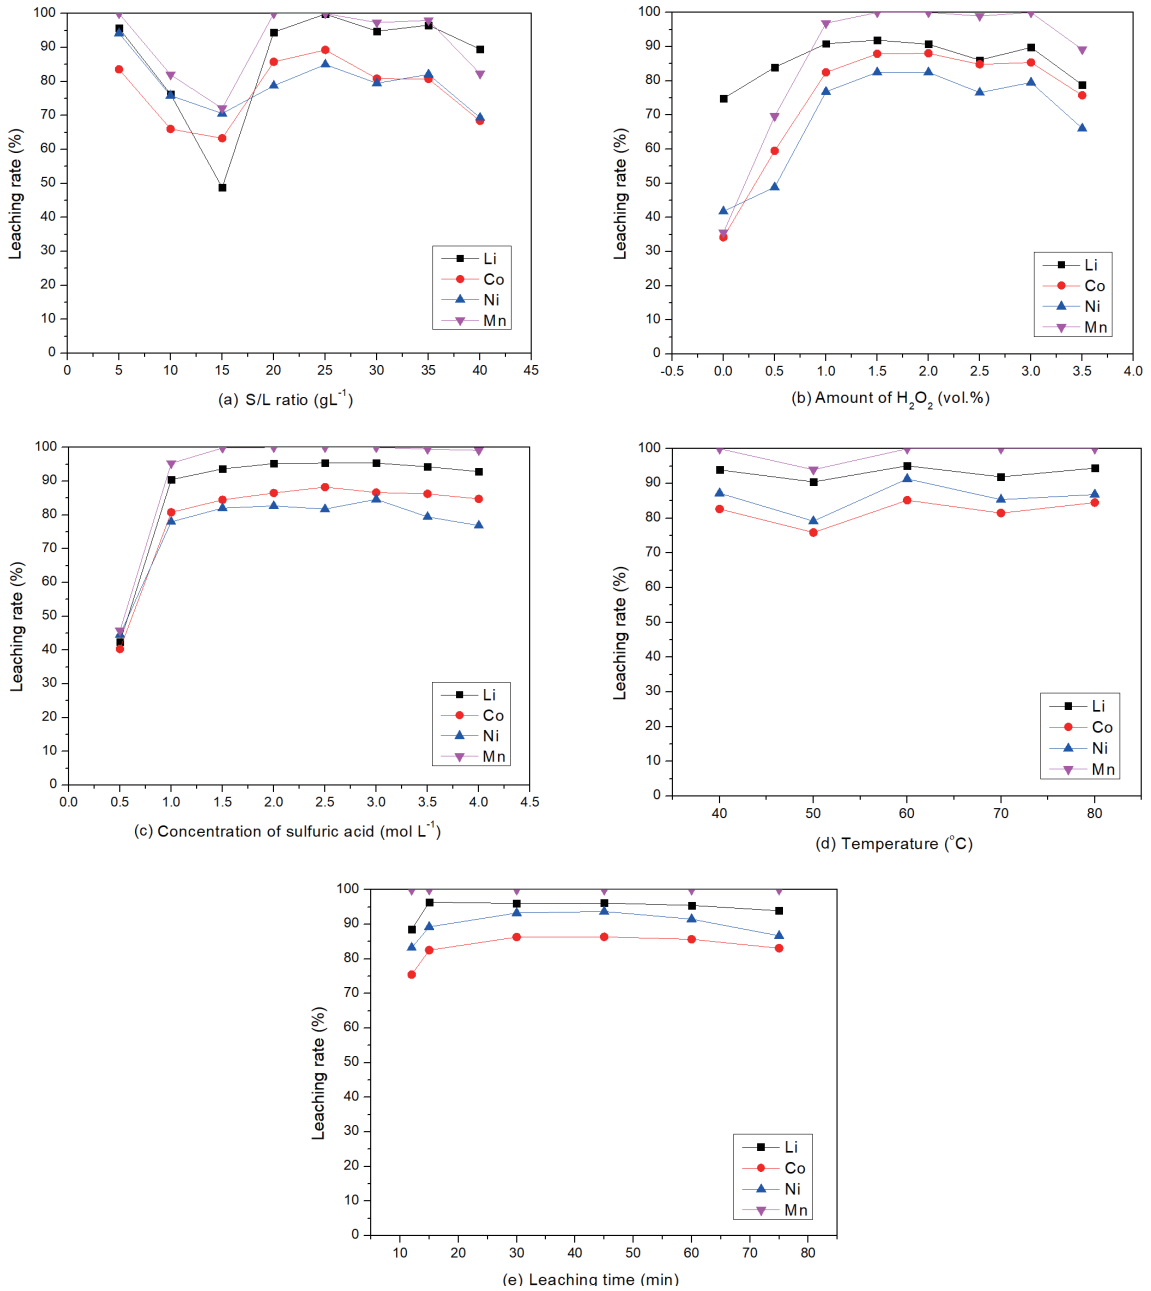 100
90
80
70
60
50
40
30
20
10
0
Leaching rate (%)
0 5 10 15 20 25 30 35 40 45
(a) S/L ratio (gL⁻¹)
Li
Co
Ni
Mn
100
90
80
70
60
50
40
30
20
10
0
Leaching rate (%)
-0.5 0.0 0.5 1.0 1.5 2.0 2.5 3.0 3.5 4.0
(b) Amount of H₂O₂ (vol.%)
Li
Co
Ni
Mn
100
90
80
70
60
50
40
30
20
10
0
Leaching rate (%)
0.0 0.5 1.0 1.5 2.0 2.5 3.0 3.5 4.0 4.5
(c) Concentration of sulfuric acid (mol L⁻¹)
Li
Co
Ni
Mn
100
90
80
70
60
50
40
30
20
10
0
Leaching rate (%)
40 50 60 70 80
(d) Temperature (°C)
Li
Co
Ni
Mn
100
90
80
70
60
50
40
30
20
10
0
Leaching rate (%)
10 20 30 40 50 60 70 80
(e) Leaching time (min)
Li
Co
Ni
Mn